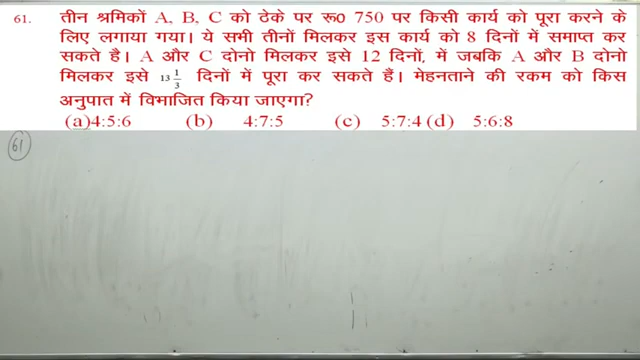 61. तीन श्रमिकों A, B, C को ठेके पर रू0 750 पर किसी कार्य को पूरा करने के
लिए लगाया गया। ये सभी तीनों मिलकर इस कार्य को 8 दिनों में समाप्त कर
सकते है। A और C दोनो मिलकर इसे 12 दिनों, में जबकि A और B दोनो
मिलकर इसे 13 1/3 दिनों में पूरा कर सकते हैं। मेहनताने की रकम को किस
अनुपात में विभाजित किया जाएगा?
(a)4:5:6 (b) 4:7:5 (c) 5:7:4 (d) 5:6:8
61